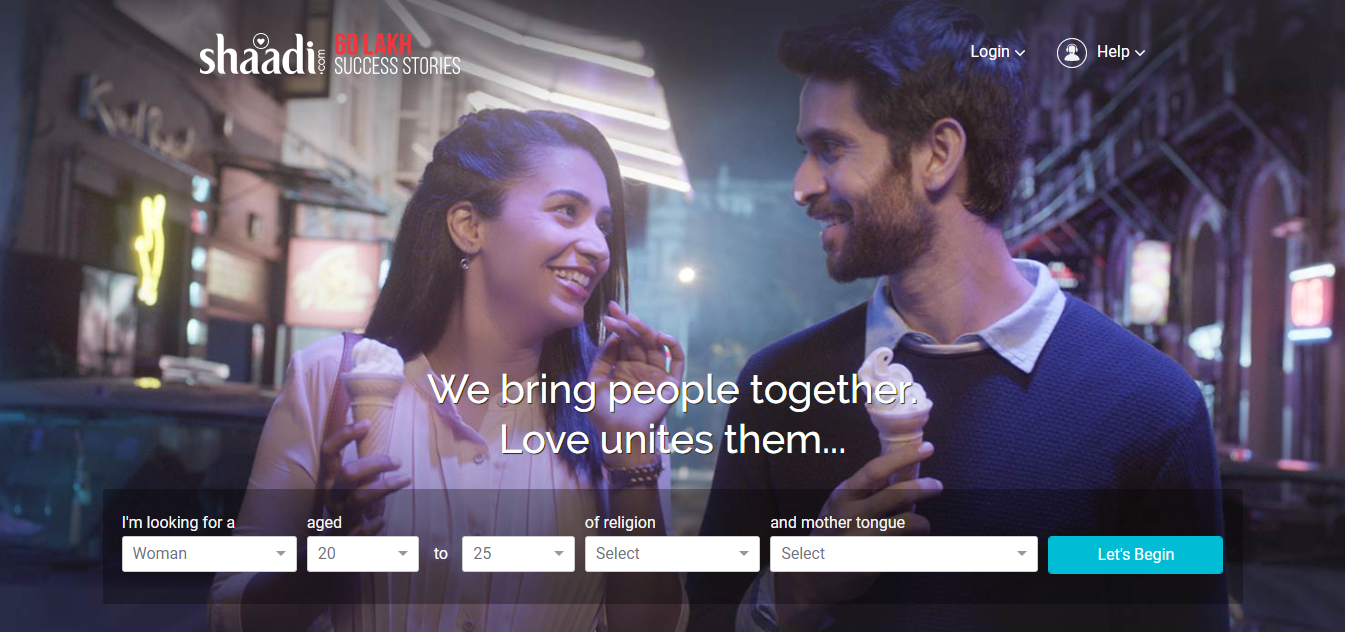 shaadi.com
60 LAKH
SUCCESS STORIES
Login
Help
We bring people together.
Love unites them...
I'm looking for a
aged
of religion
and mother tongue
Woman
20
to
25
Select
Select
Let's Begin